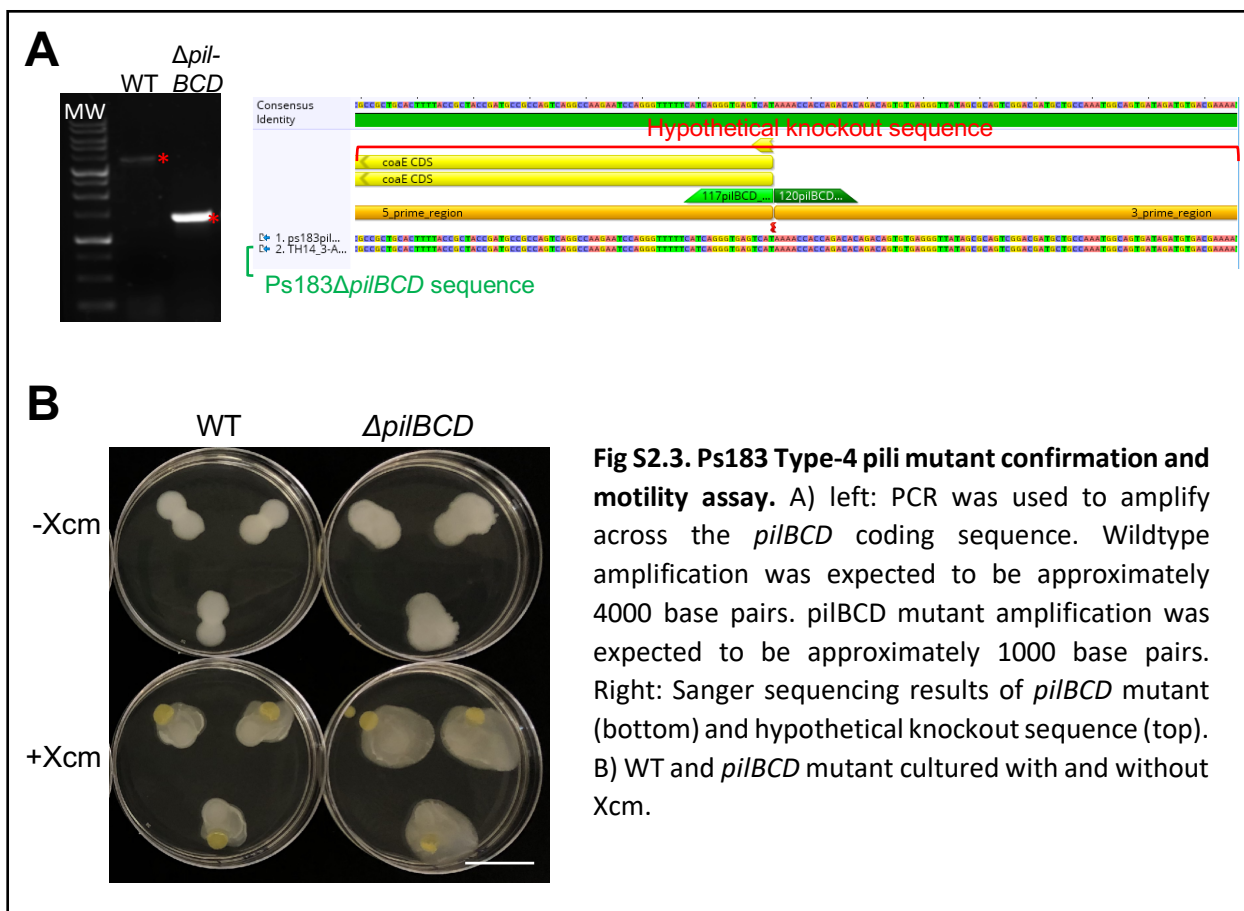 A
WT
Δpil-
BCD
MW
*
*
Consensus
Identity
Hypothetical knockout sequence
coaE CDS
coaE CDS
117pilBCD_...
120pilBCD...
5_prime_region
3_prime_region
1. ps183pil...
2. TH14_3-A...
Ps183ΔpilBCD sequence
B
WT
ΔpilBCD
-Xcm
+Xcm
Fig S2.3. Ps183 Type-4 pili mutant confirmation and
motility assay. A) left: PCR was used to amplify
across the pilBCD coding sequence. Wildtype
amplification was expected to be approximately
4000 base pairs. pilBCD mutant amplification was
expected to be approximately 1000 base pairs.
Right: Sanger sequencing results of pilBCD mutant
(bottom) and hypothetical knockout sequence (top).
B) WT and pilBCD mutant cultured with and without
Xcm.